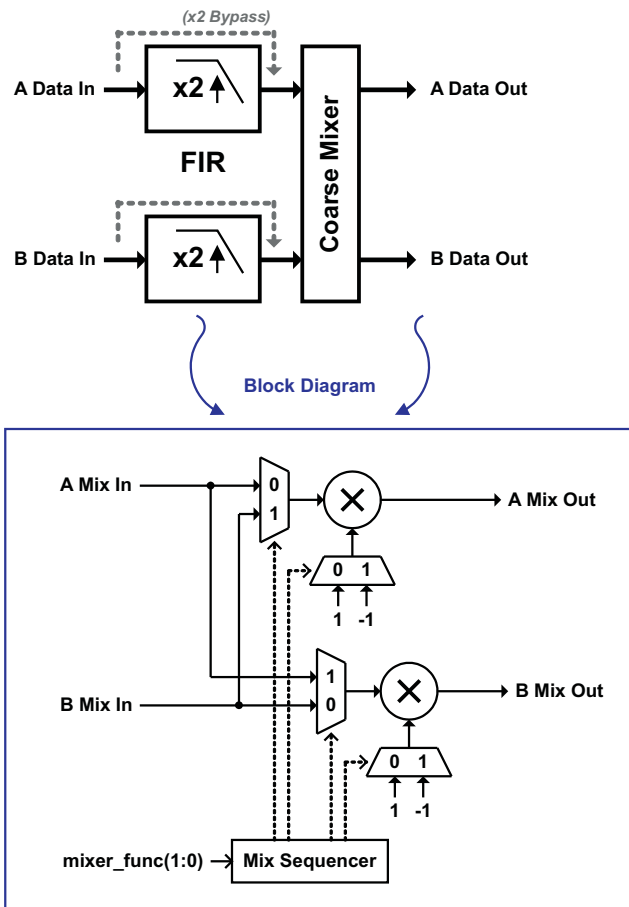 (x2 Bypass)
A Data In
x2
A Data Out
FIR
Coarse Mixer
B Data In
x2
B Data Out
Block Diagram
A Mix In
0
1
A Mix Out
0 1
1 -1
B Mix In
1
0
B Mix Out
0 1
1 -1
mixer_func(1:0)
Mix Sequencer